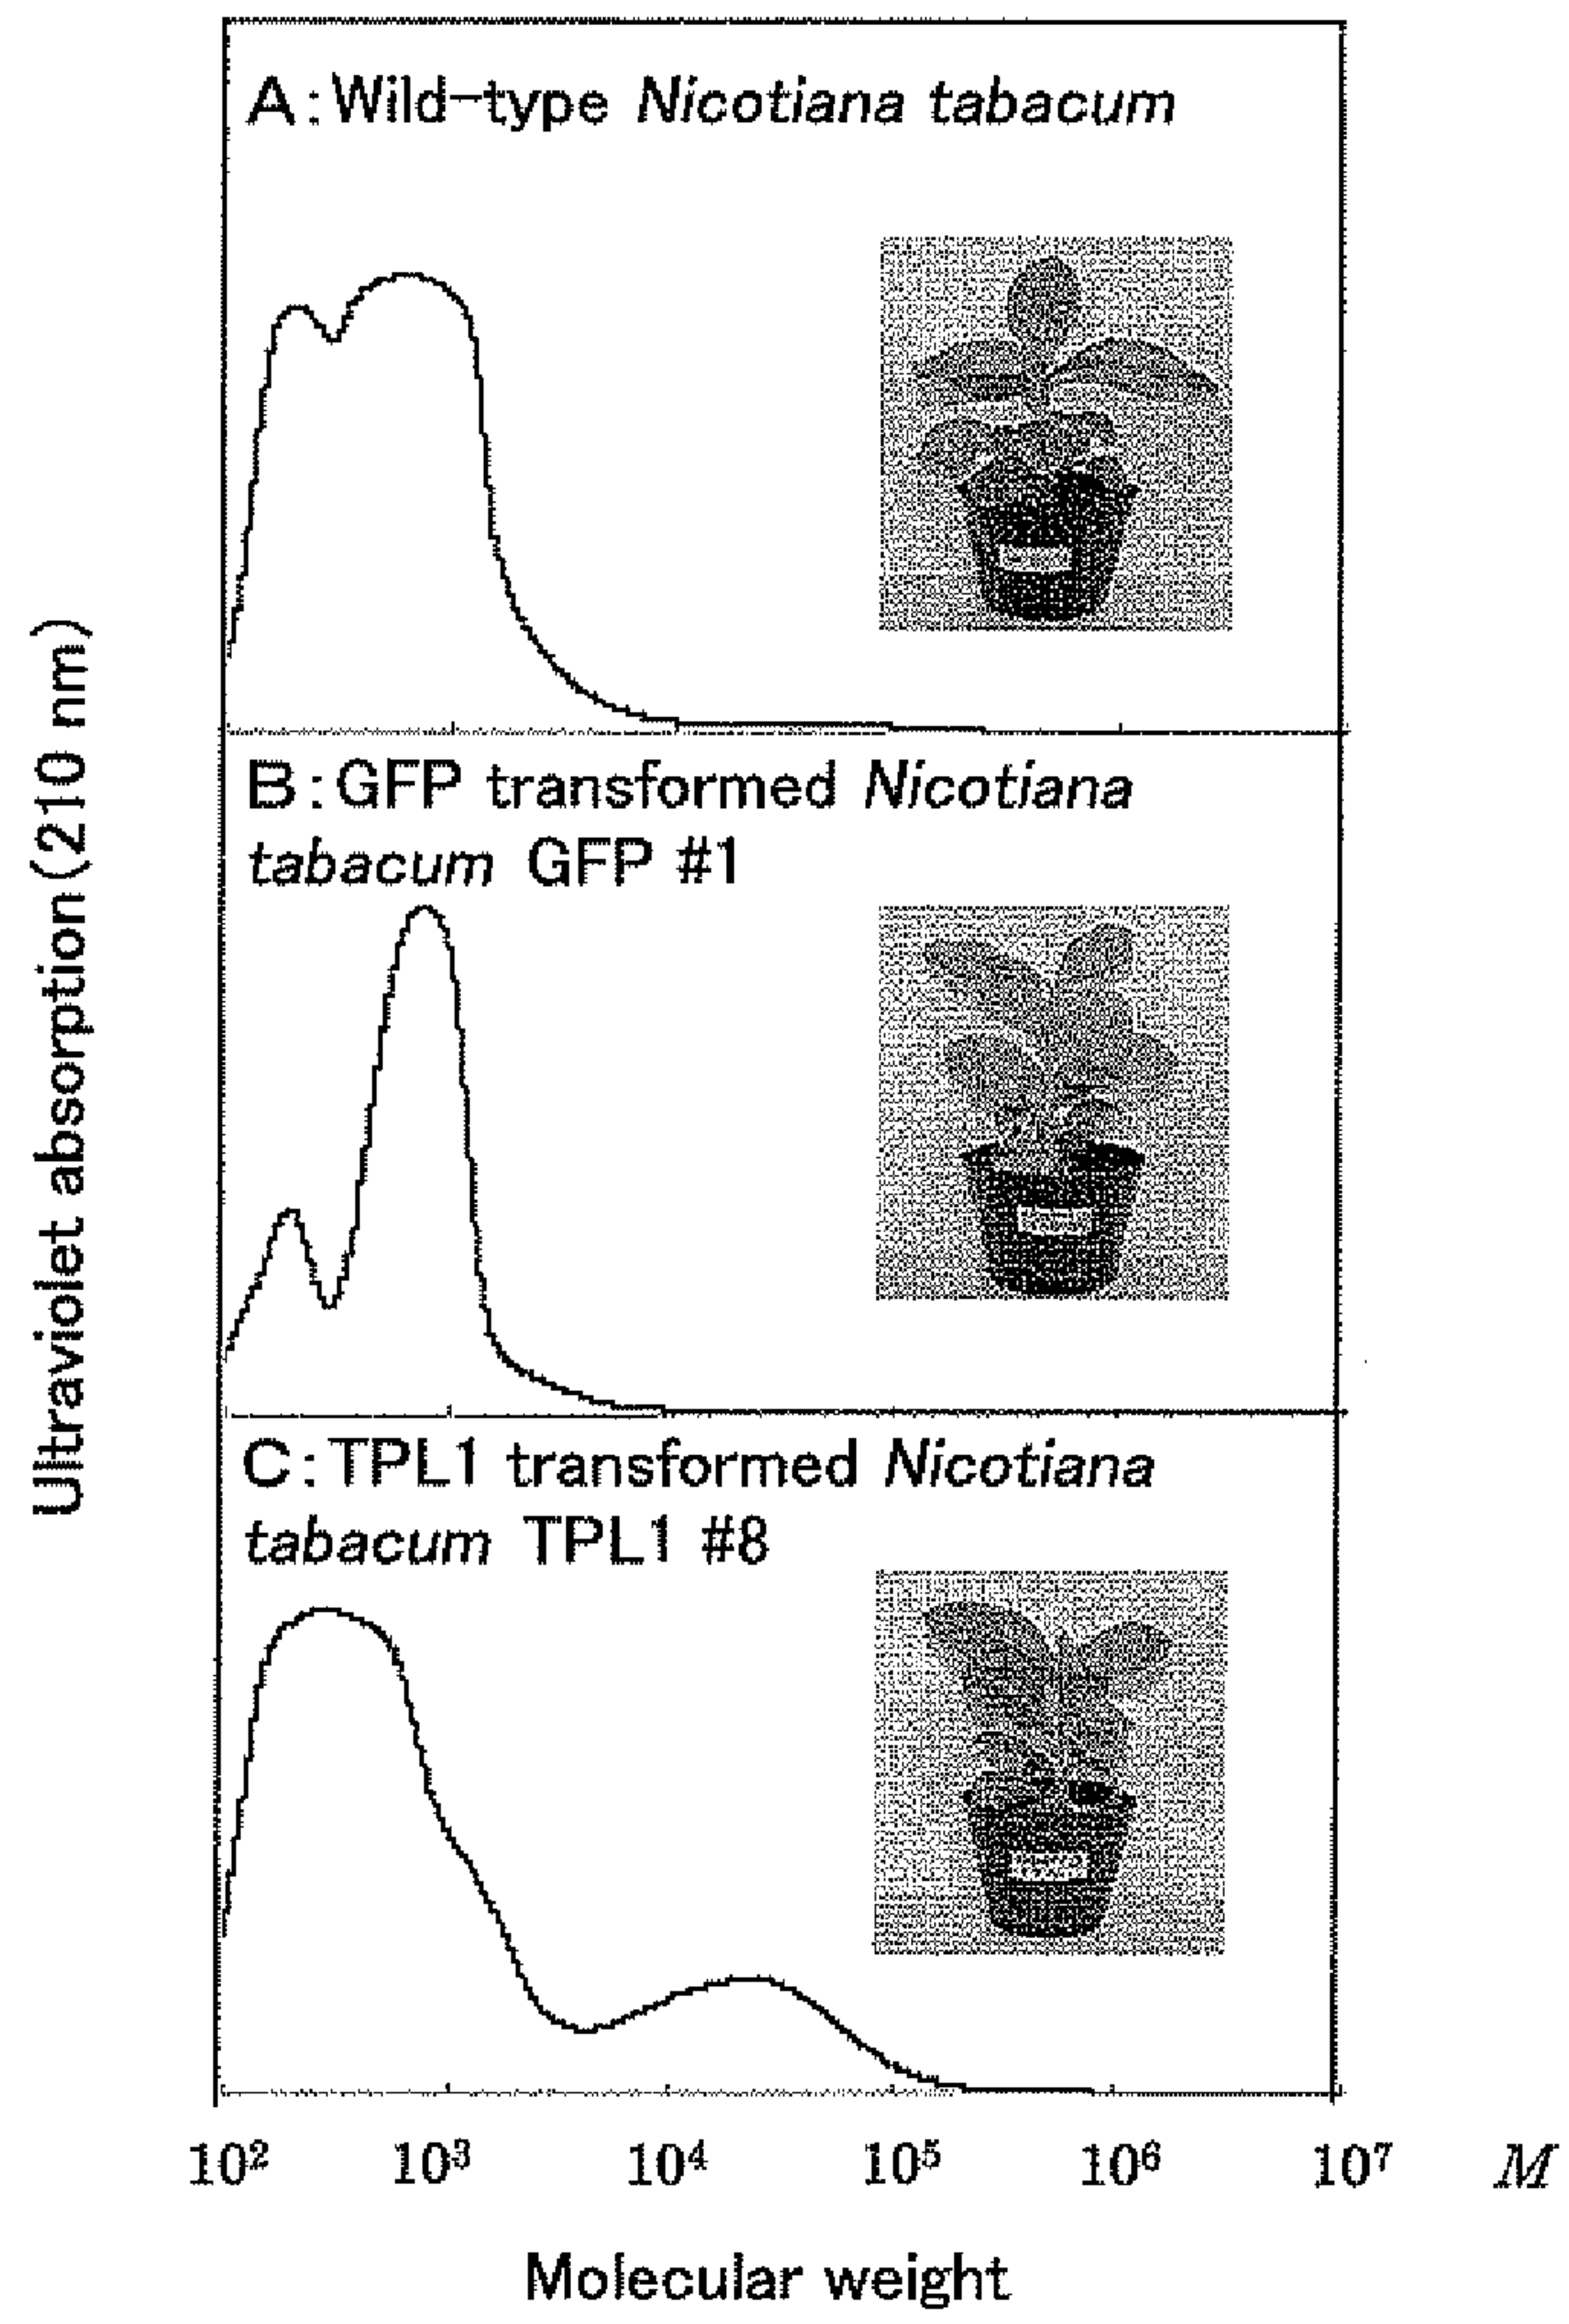 Ultraviolet absorption(210 nm)
A:Wild-type Nicotiana tabacum
B:GFP transformed Nicotiana
tabacum GFP #1
C:TPL1 transformed Nicotiana
tabacum TPL1 #8
10² 10³ 10⁴ 10⁵ 10⁶ 10⁷ M
Molecular weight